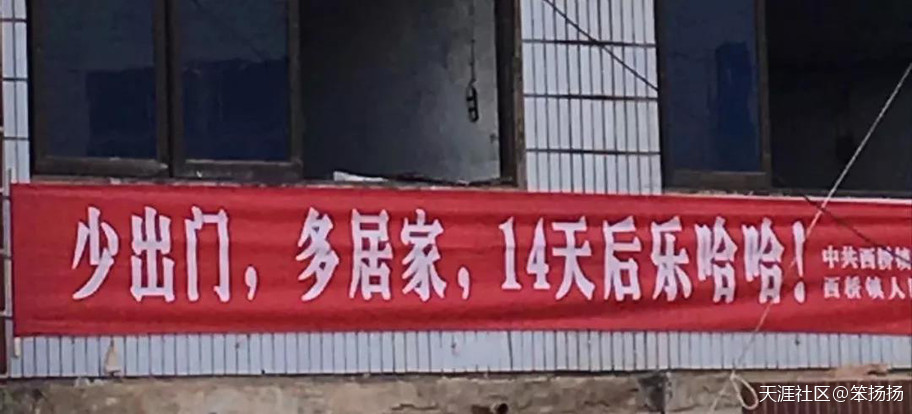 少出门，多居家，14天后乐哈哈！
中共西桥镇
西桥镇人
天涯社区@笨扬扬